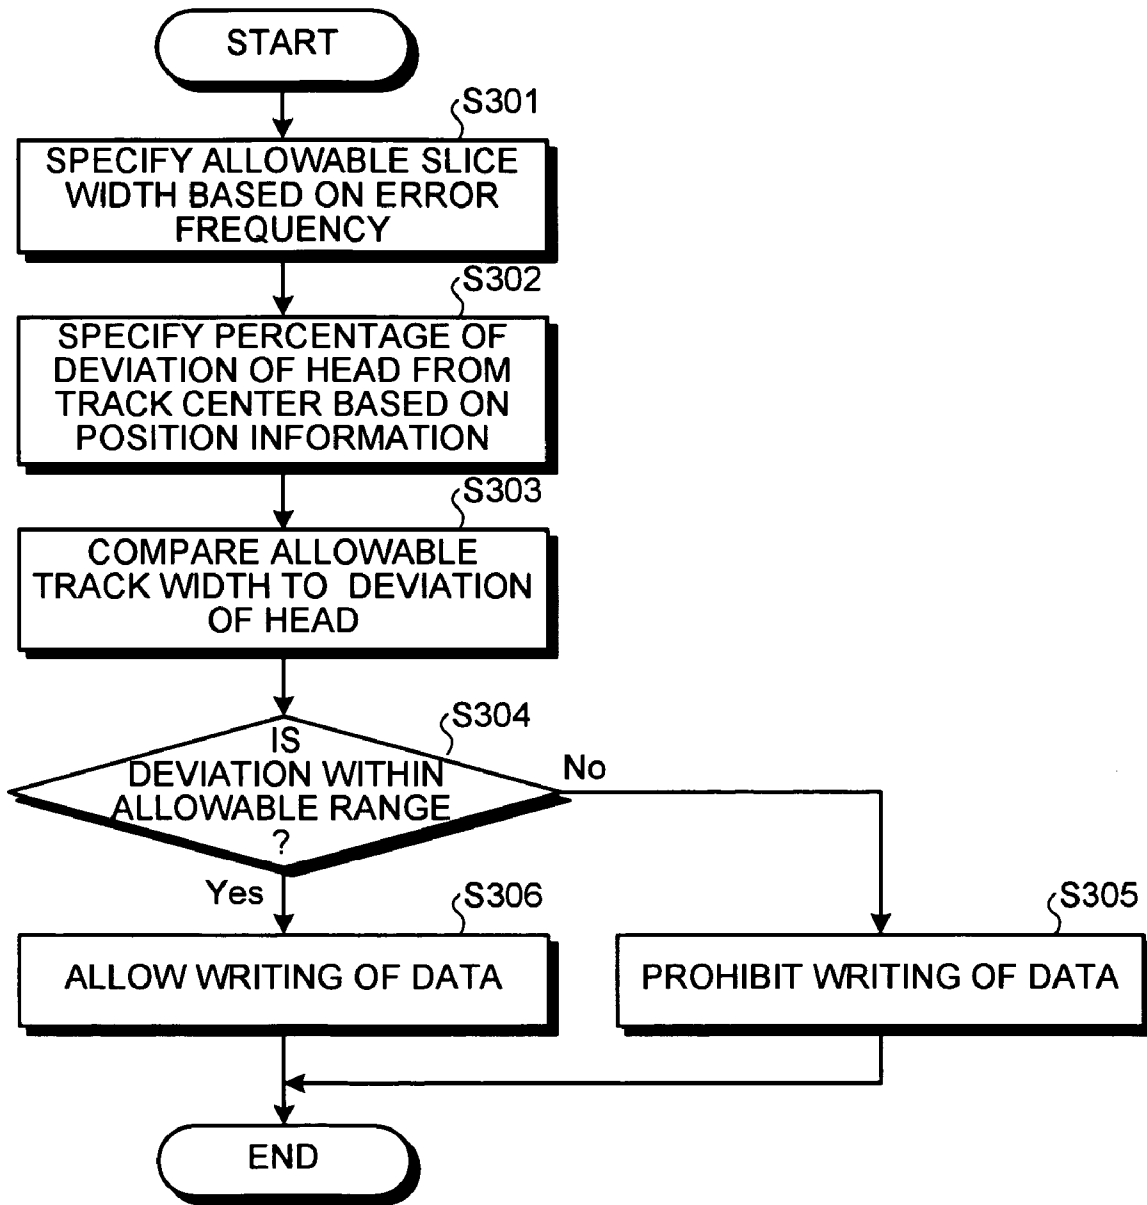 START
S301
SPECIFY ALLOWABLE SLICE
WIDTH BASED ON ERROR
FREQUENCY
S302
SPECIFY PERCENTAGE OF
DEVIATION OF HEAD FROM
TRACK CENTER BASED ON
POSITION INFORMATION
S303
COMPARE ALLOWABLE
TRACK WIDTH TO DEVIATION
OF HEAD
S304
IS
DEVIATION WITHIN
ALLOWABLE RANGE
?
No
Yes
S306
ALLOW WRITING OF DATA
S305
PROHIBIT WRITING OF DATA
END